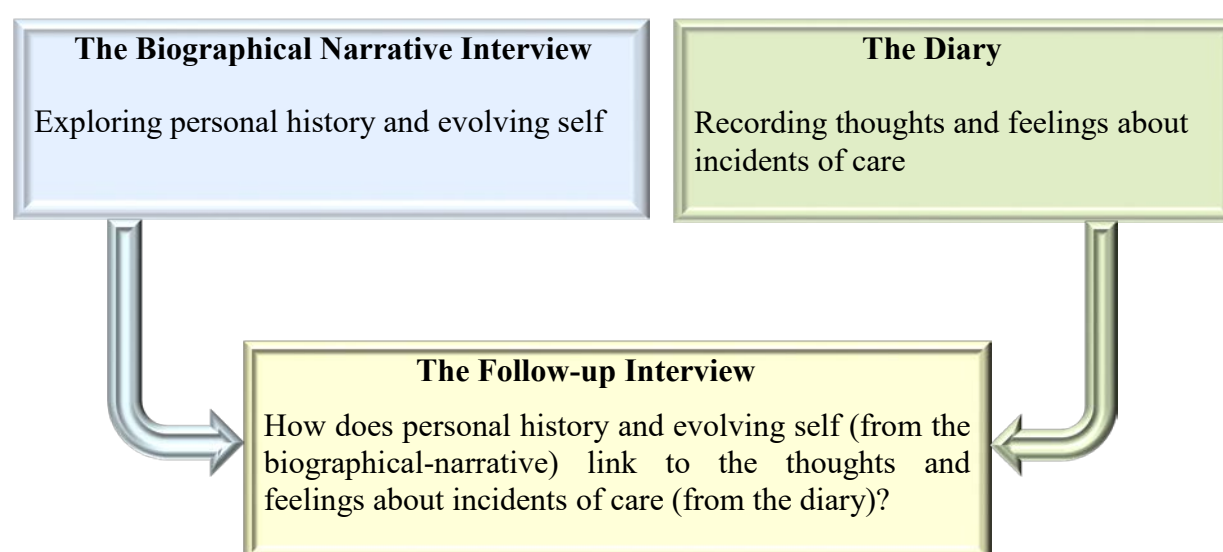 The Biographical Narrative Interview
Exploring personal history and evolving self
The Diary
Recording thoughts and feelings about
incidents of care
The Follow-up Interview
How does personal history and evolving self (from the
biographical-narrative) link to the thoughts and
feelings about incidents of care (from the diary)?